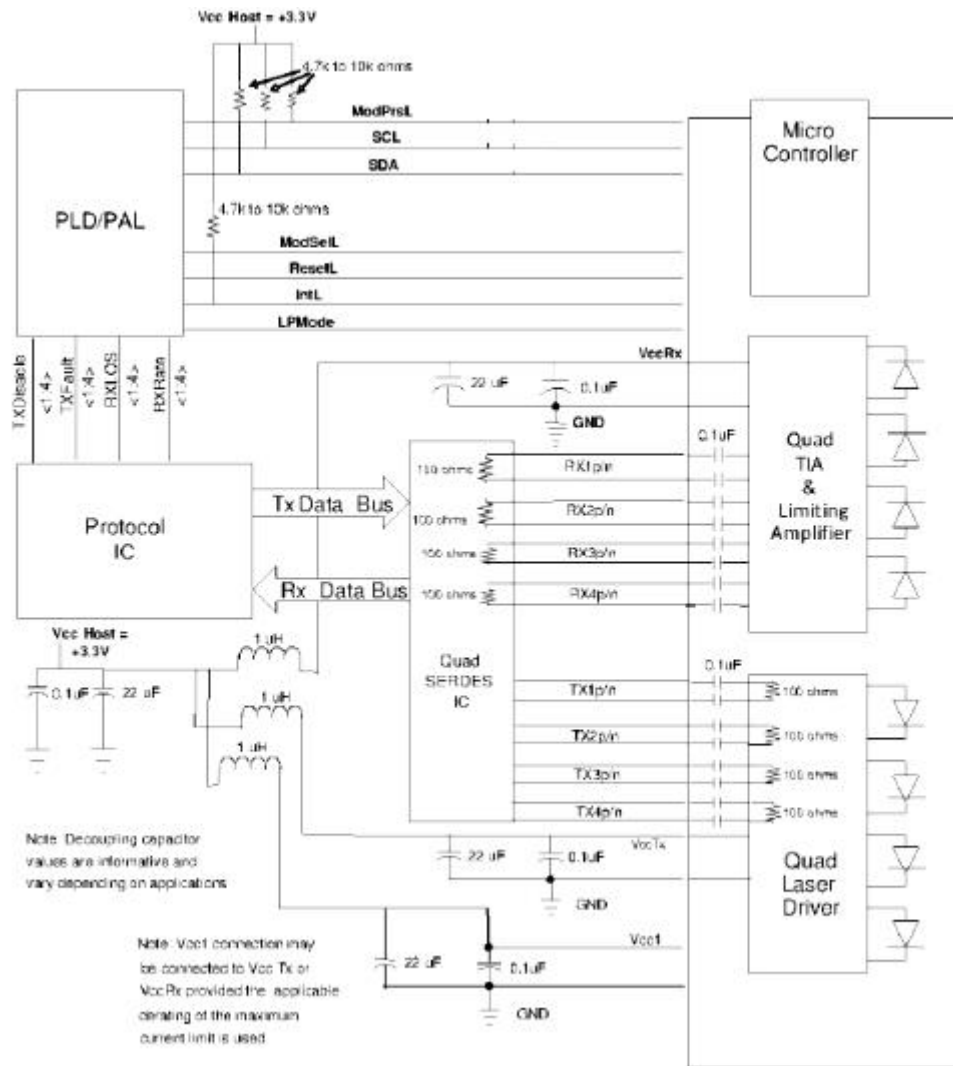 Vcc Host = +3.3V
4.7k to 10k ohms
ModPrsL
SCL
SDA
PLD/PAL
4.7k to 10k ohms
ModSelL
ResetL
IntL
LPMode
Micro
Controller
TXDisable
<1:4>
TXFault
<1:4>
RXLOS
<1:4>
RXRate
<1:4>
VccRx
22 uF
0.1uF
GND
0.1uF
Quad
TIA
&
Limiting
Amplifier
100 ohms
RX1p/n
100 ohms
RX2p/n
100 ohms
RX3p/n
100 ohms
RX4p/n
Protocol
IC
Tx Data Bus
Rx Data Bus
Vcc Host =
+3.3V
0.1uF
22 uF
1 uH
1 uH
1 uH
Quad
SERDES
IC
0.1uF
TX1p/n
100 ohms
TX2p/n
100 ohms
TX3p/n
100 ohms
TX4p/n
100 ohms
VccTx
22 uF
0.1uF
GND
Quad
Laser
Driver
Note: Decoupling capacitor
values are informative and
vary depending on applications
Vcc1
22 uF
0.1uF
GND
Note: Vcc1 connection may
be connected to Vcc Tx or
Vcc Rx provided the applicable
derating of the maximum
current limit is used